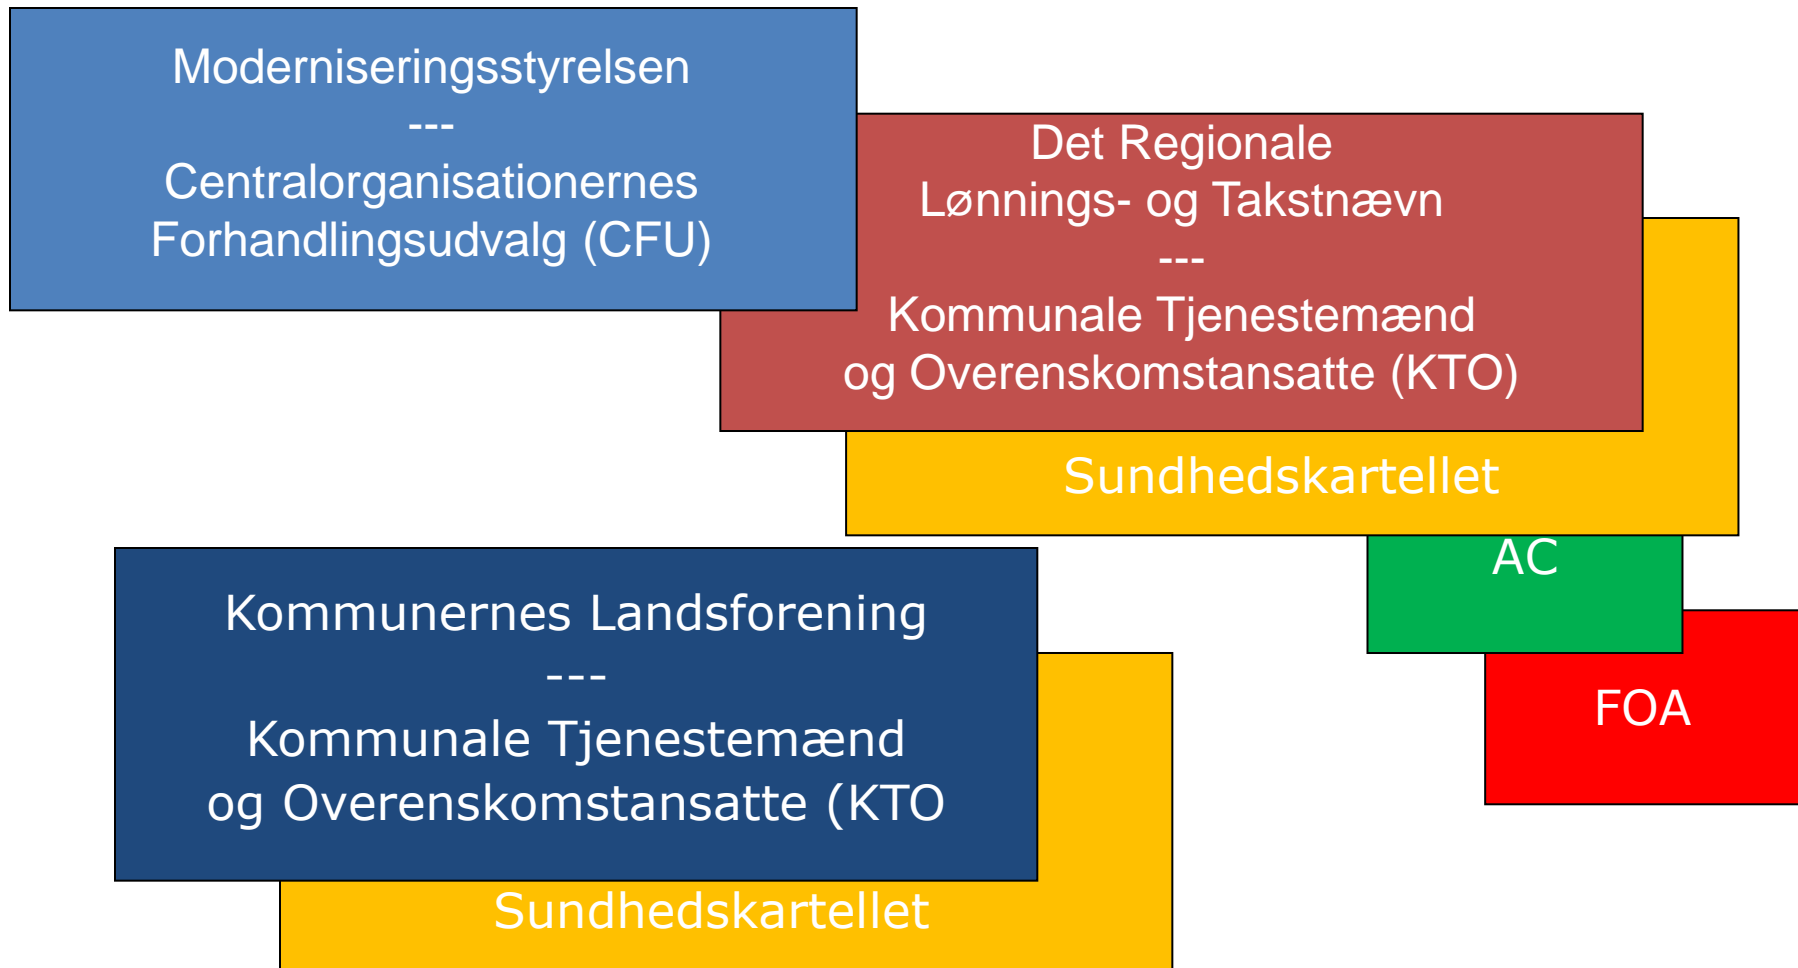 Moderniseringsstyrelsen
---
Centralorganisationernes
Forhandlingsudvalg (CFU)
Det Regionale
Lønnings- og Takstnævn
---
Kommunale Tjenestemænd
og Overenskomstansatte (KTO)
Sundhedskartellet
AC
FOA
Kommunernes Landsforening
---
Kommunale Tjenestemænd
og Overenskomstansatte (KTO
Sundhedskartellet